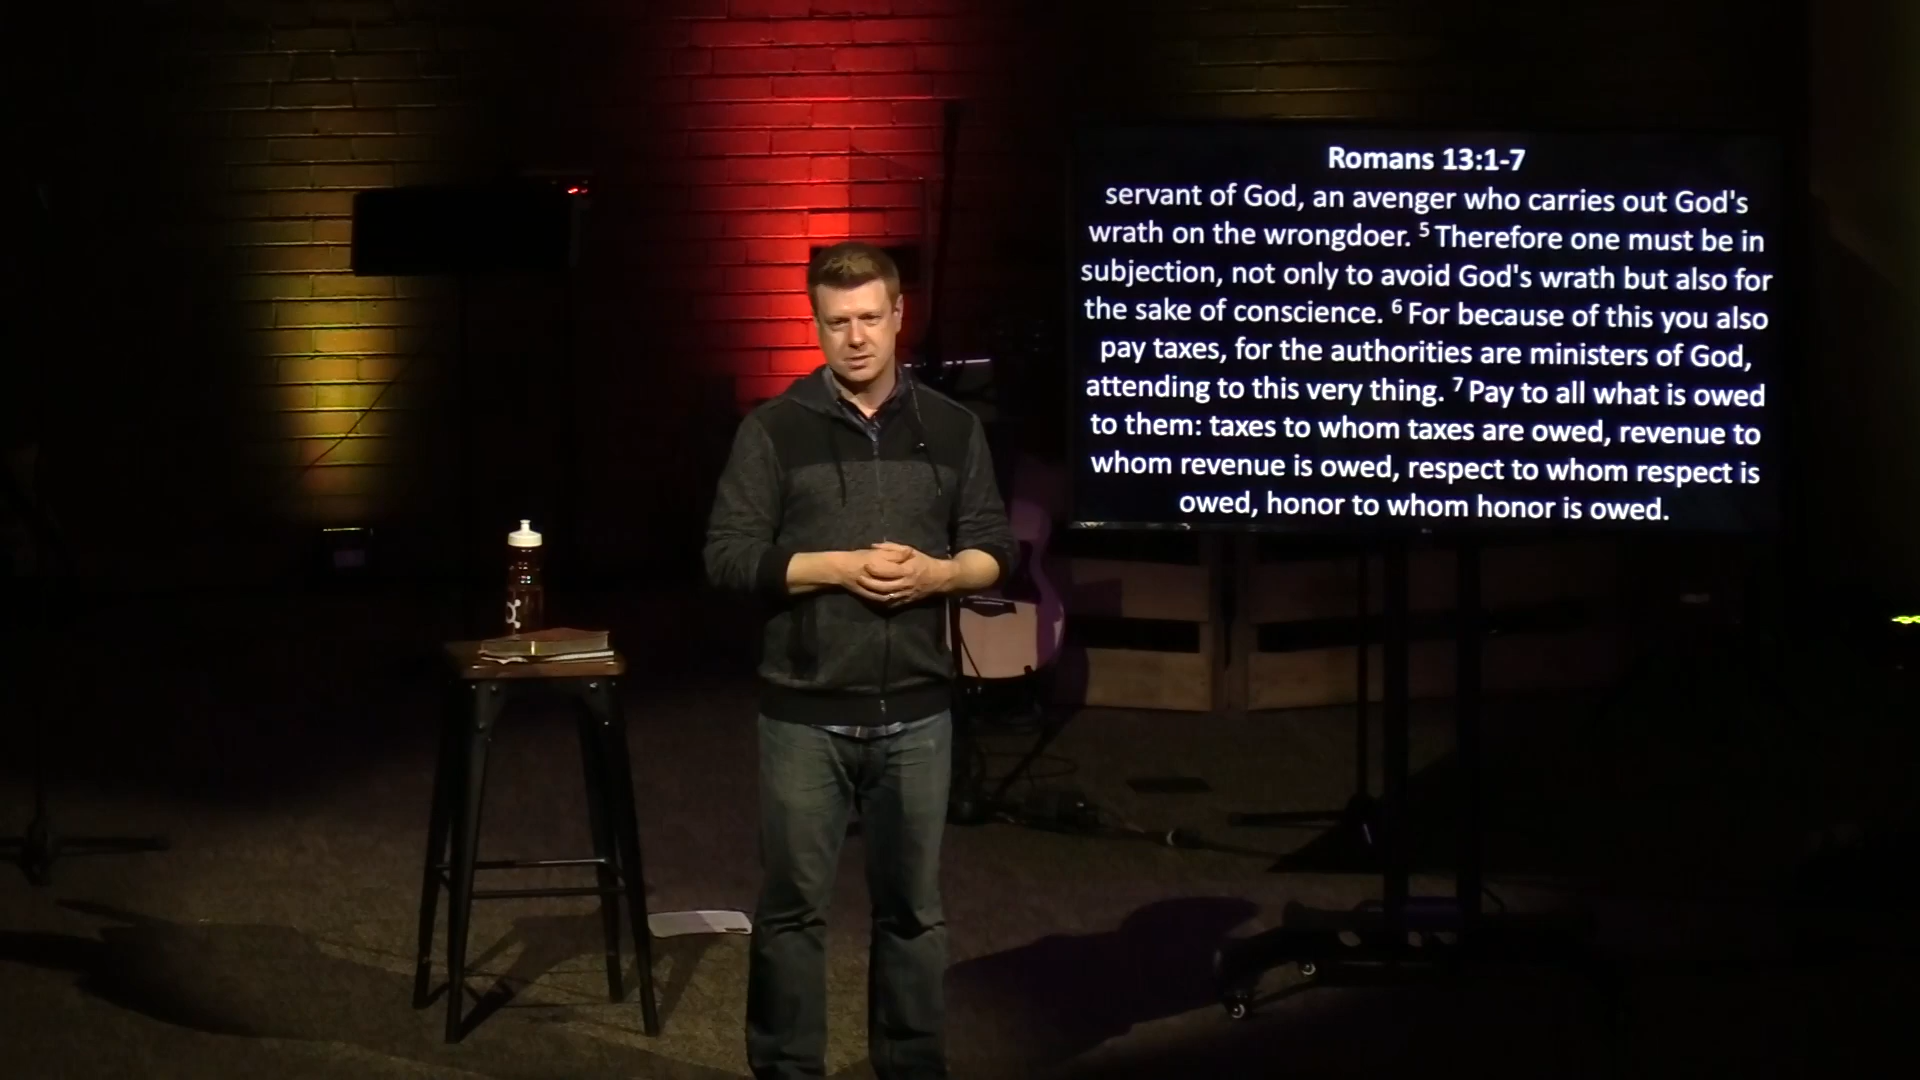 Romans 13:1-7
servant of God, an avenger who carries out God's
wrath on the wrongdoer. 5 Therefore one must be in
subjection, not only to avoid God's wrath but also for
the sake of conscience. 6 For because of this you also
pay taxes, for the authorities are ministers of God,
attending to this very thing. 7 Pay to all what is owed
to them: taxes to whom taxes are owed, revenue to
whom revenue is owed, respect to whom respect is
owed, honor to whom honor is owed.